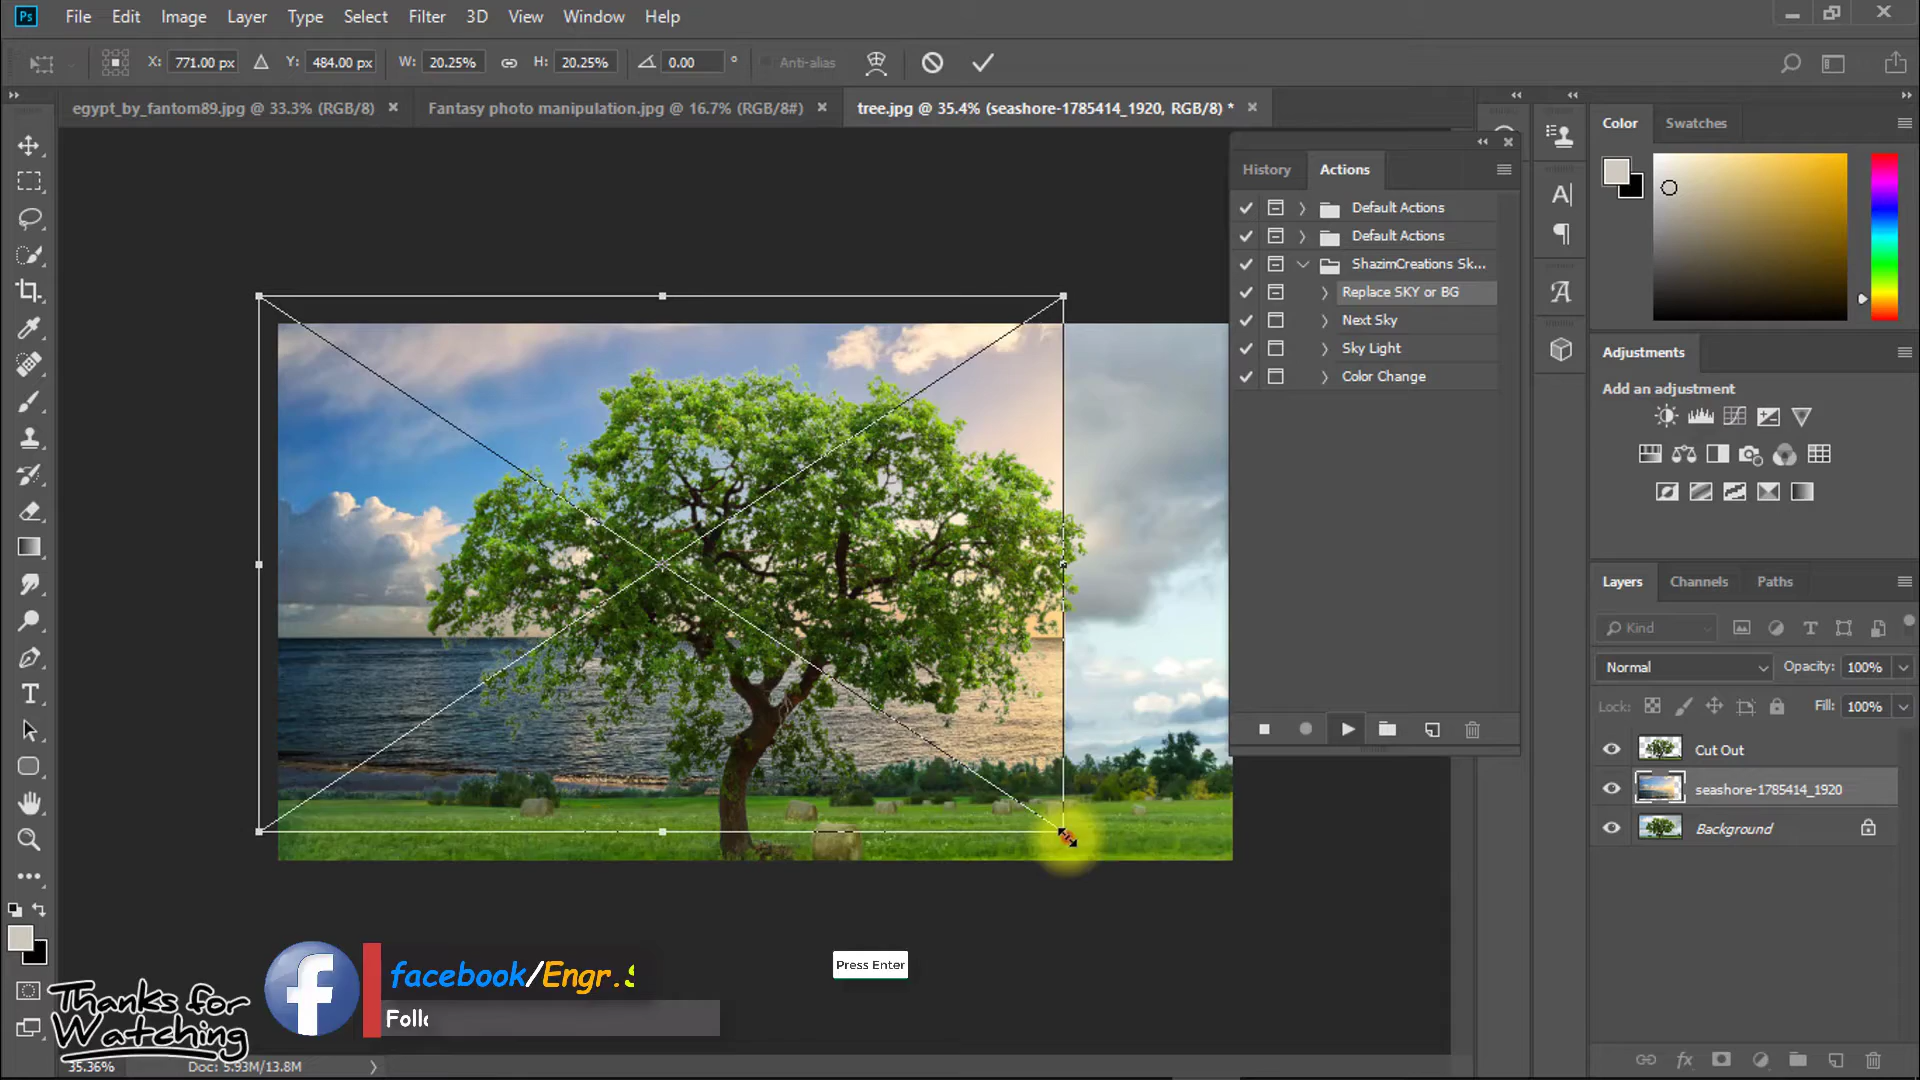 Ps File Edit Image Layer Type Select Filter 3D View Window Help
X: 771.00 px Y: 484.00 px W: 20.25% H: 20.25% 0.00 ° Anti-alias
egypt_by_fantom89.jpg @ 33.3% (RGB/8) × Fantasy photo manipulation.jpg @ 16.7% (RGB/8#) × tree.jpg @ 35.4% (seashore-1785414_1920, RGB/8) * ×
Color Swatches
History Actions
Default Actions
Default Actions
ShazimCreations Sk...
Replace SKY or BG
Next Sky
Sky Light
Color Change
Adjustments
Add an adjustment
Layers Channels Paths
Kind
Normal Opacity: 100%
Lock: Fill: 100%
Cut Out
seashore-1785414_1920
Background
Press Enter
facebook/Engr.S
Follo
Thanks for
Watching
35.36% Doc: 5.93M/13.8M